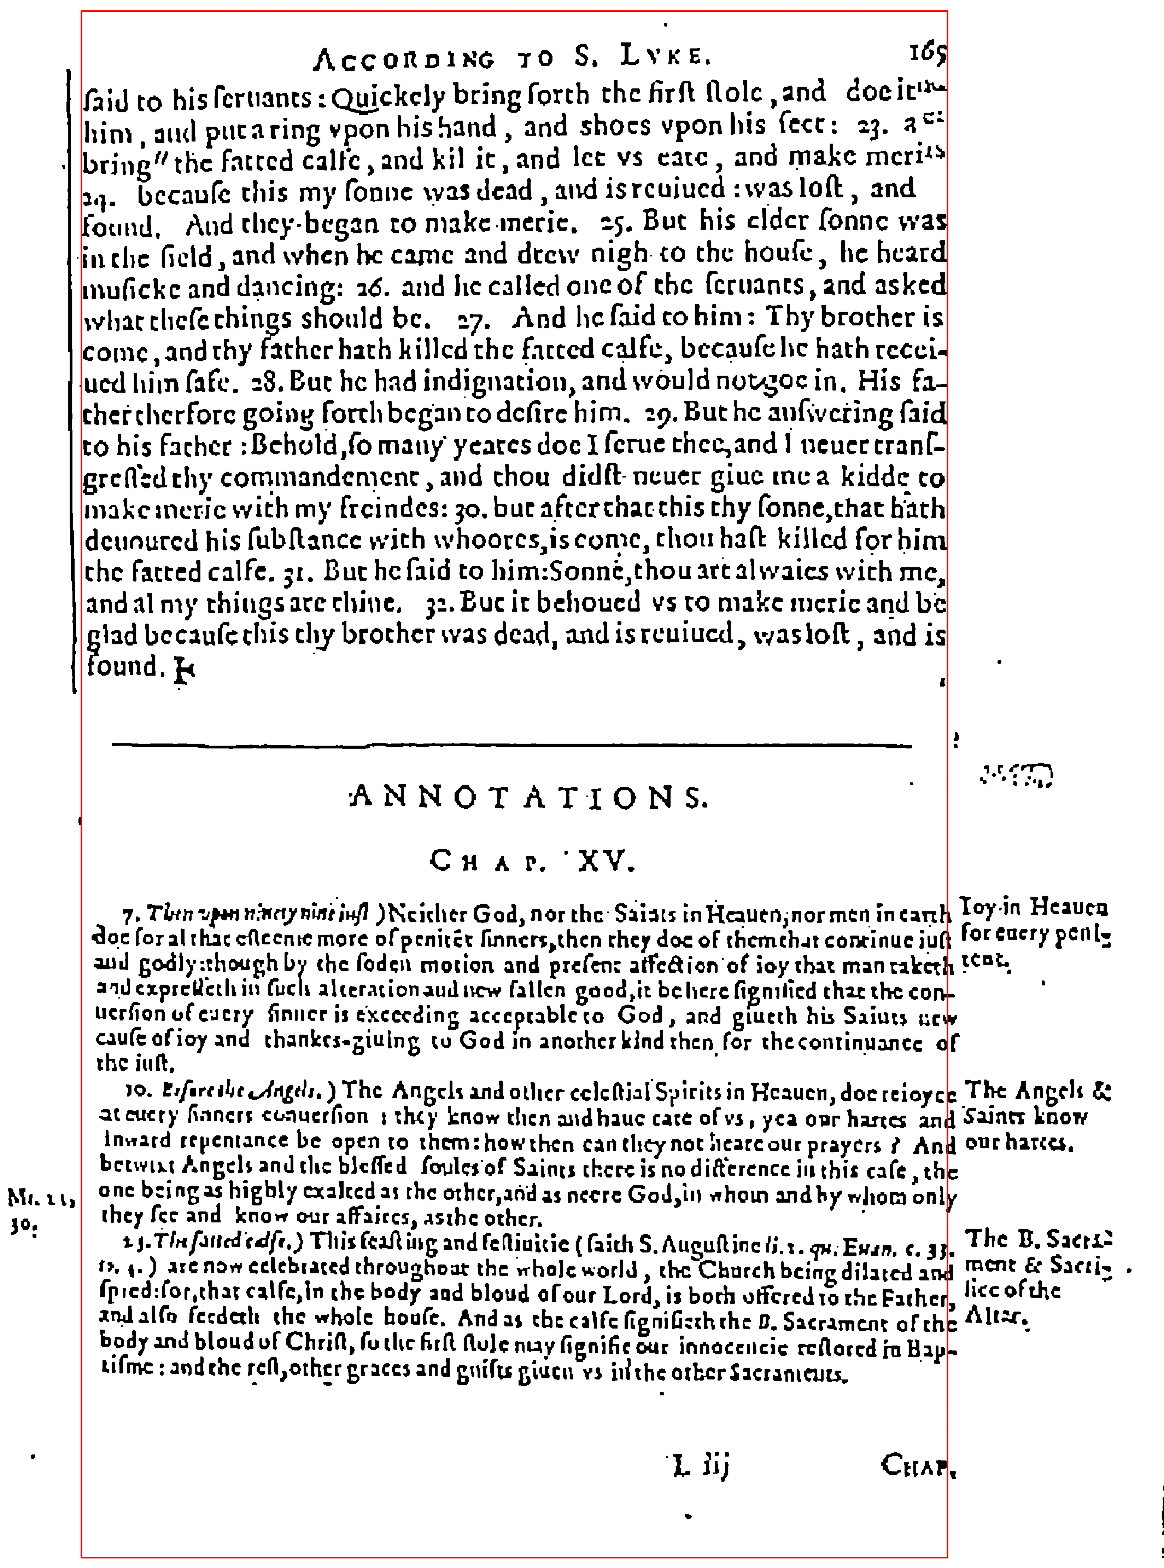 ACCORDING TO S. LVKE. 165
ſaid to his ſeruants: Quickely bring forth the firſt ſtole, and doe it
him, and put a ring vpon his hand, and shoes vpon his feet: 23.
bring" the fatted calfe, and kil it, and let vs eate, and make merie
24. becauſe this my ſonne was dead, and is reuiued: was loſt, and
found. And they began to make merie. 25. But his elder ſonne was
in the field, and when he came and drew nigh to the houſe, he heard
muſicke and dancing: 26. and he called one of the ſeruants, and asked
what theſe things should be. 27. And he ſaid to him: Thy brother is
come, and thy father hath killed the fatted calfe, becauſe he hath recei-
ued him ſafe. 28. But he had indignation, and would not goe in. His fa-
ther therfore going forth began to deſire him. 29. But he anſwering ſaid
to his father: Behold, ſo many yeares doe I ſerue thee, and I neuer tranſ-
greſſed thy commandement, and thou didſt neuer giue me a kidde to
make merie with my freindes: 30. but after that this thy ſonne, that hath
deuoured his ſubſtance with whoores, is come, thou haſt killed for him
the fatted calfe. 31. But he ſaid to him: Sonne, thou art alwaies with me,
and al my things are thine. 32. But it behoued vs to make merie and be
glad becauſe this thy brother was dead, and is reuiued, was loſt, and is
found.
ANNOTATIONS.
CHAP. XV.
7. Then vpon ninety nine iuſt) Neither God, nor the Saints in Heauen, nor men in earth
doe for al that eſteeme more of penitēt ſinners, then they doe of them that continue iuſt
and godly: though by the ſoden motion and preſent affection of ioy that man taketh
and expreſſeth in ſuch alteration and new fallen good, it be here ſignified that the con-
uerſion of euery ſinner is exceeding acceptable to God, and giueth his Saints new
cauſe of ioy and thankes-giuing to God in another kind then for the continuance of
the iuſt.
Ioy in Heauen
for euery peni-
tent.
10. Before the Angels.) The Angels and other celeſtial Spirits in Heauen, doe reioyce
at euery ſinners conuerſion: they know then and haue care of vs, yea our hartes and
inward repentance be open to them: how then can they not heare our prayers? And
betwixt Angels and the bleſſed ſoules of Saints there is no difference in this caſe, the
one being as highly exalted as the other, and as neere God, in whom and by whom only
they ſee and know our affaires, as the other.
The Angels &
Saints know
our hartes.
Mt. 22,
30.
23. The fatted calfe.) This feaſting and feſtiuitie (ſaith S. Auguſtine li. 2. qu. Euan. c. 33.
to. 4.) are now celebrated throughout the whole world, the Church being dilated and
ſpred: for, that calfe, in the body and bloud of our Lord, is both offered to the Father,
and alſo feedeth the whole houſe. And as the calfe ſignifieth the B. Sacrament of the
body and bloud of Chriſt, ſo the firſt ſtole may ſignifie our innocencie reſtored in Bap-
tiſme: and the reſt, other graces and guifts giuen vs in the other Sacraments.
The B. Sacra-
ment & Sacri-
fice of the
Altar.
L iij CHAP.